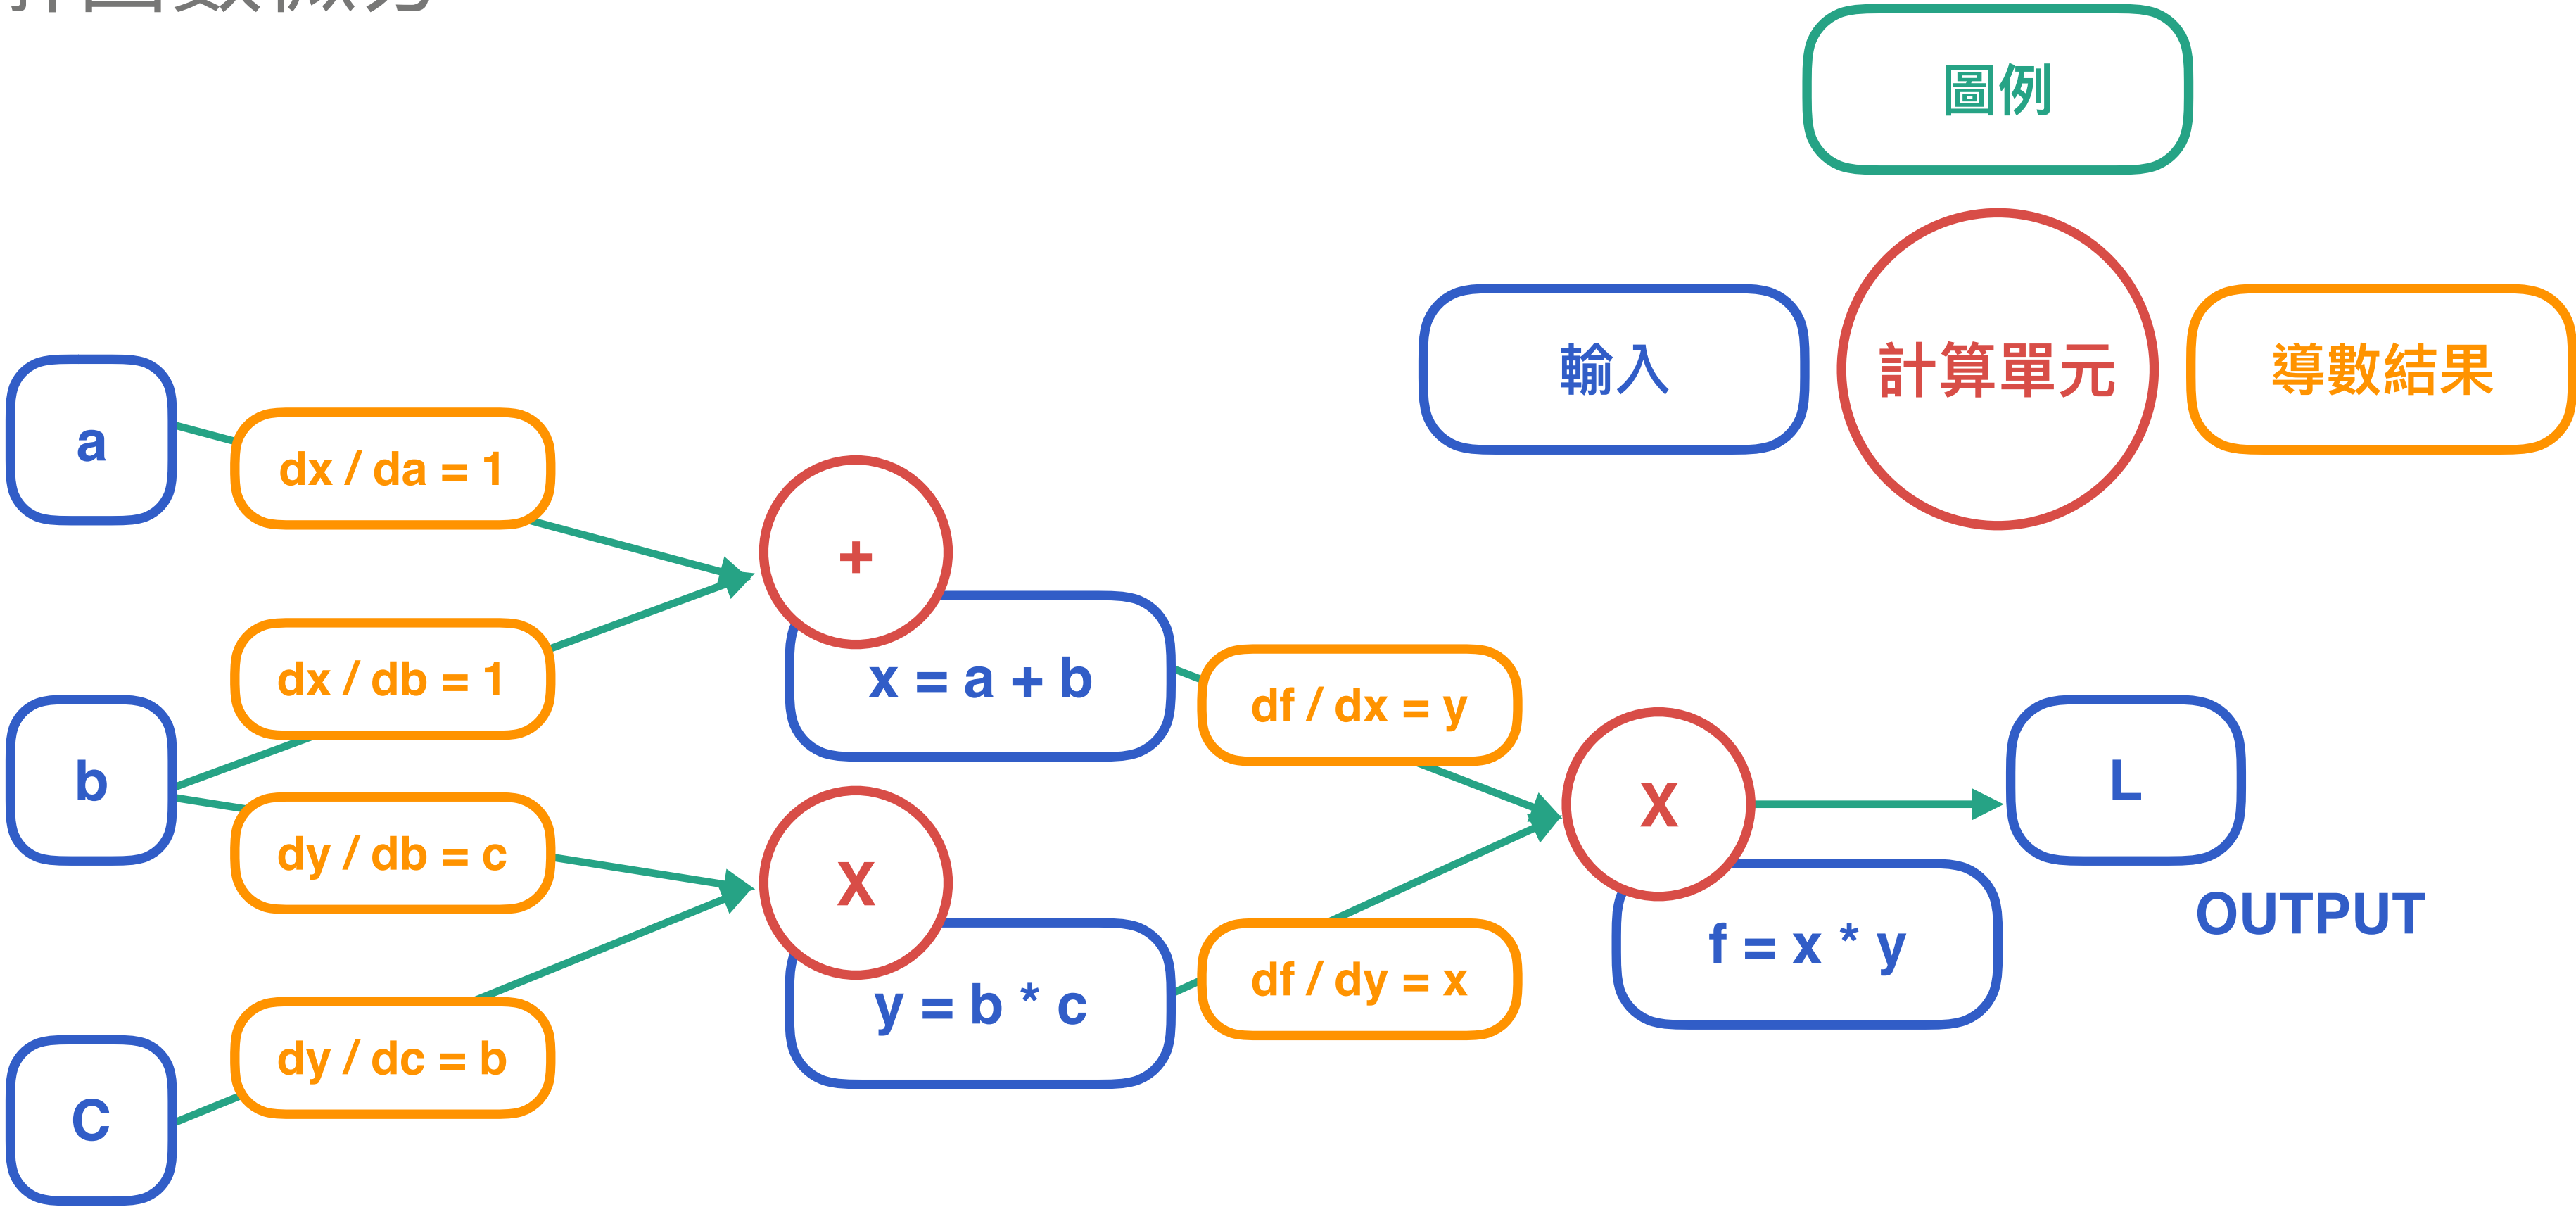 圖例
輸入
計算單元
導數結果
a
dx / da = 1
+
x = a + b
dx / db = 1
b
dy / db = c
df / dx = y
X
L
OUTPUT
X
y = b * c
df / dy = x
f = x * y
dy / dc = b
C